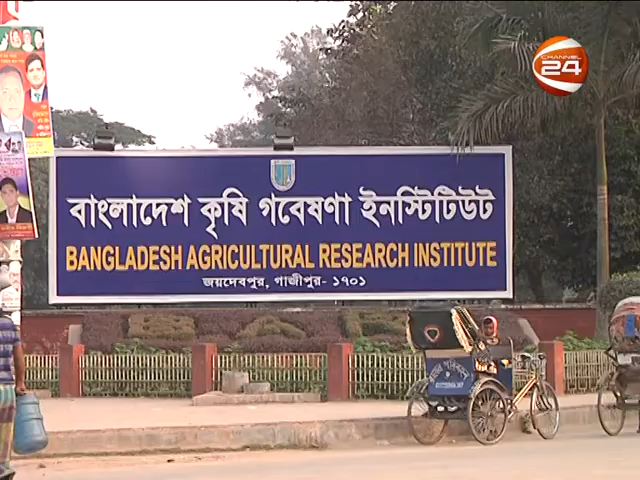 CHANNEL
24
বাংলাদেশ কৃষি গবেষণা ইনস্টিটিউট
BANGLADESH AGRICULTURAL RESEARCH INSTITUTE
জয়দেবপুর, গাজীপুর- ১৭০১